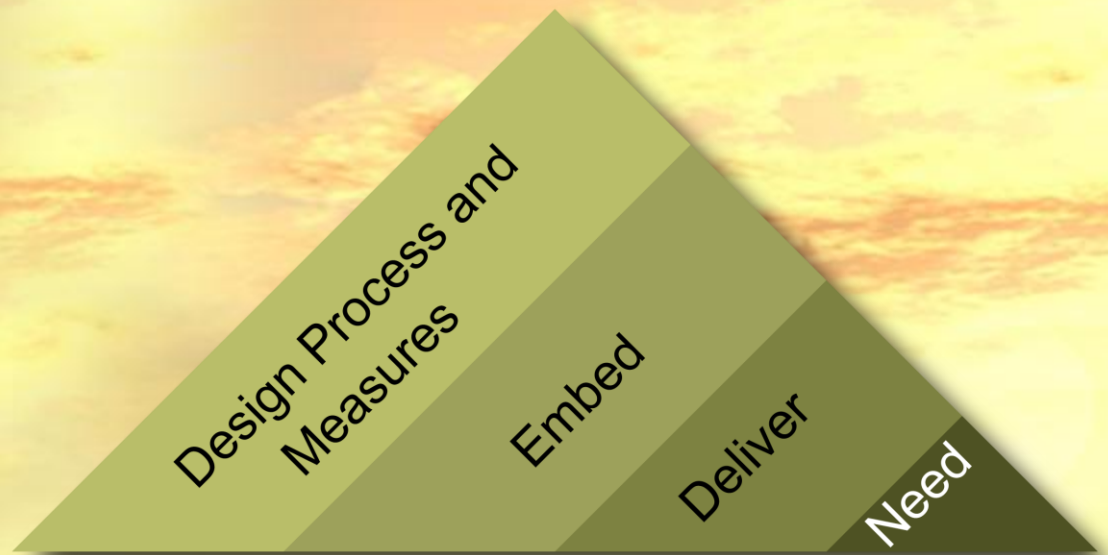 Design Process and
Measures
Embed
Deliver
Need